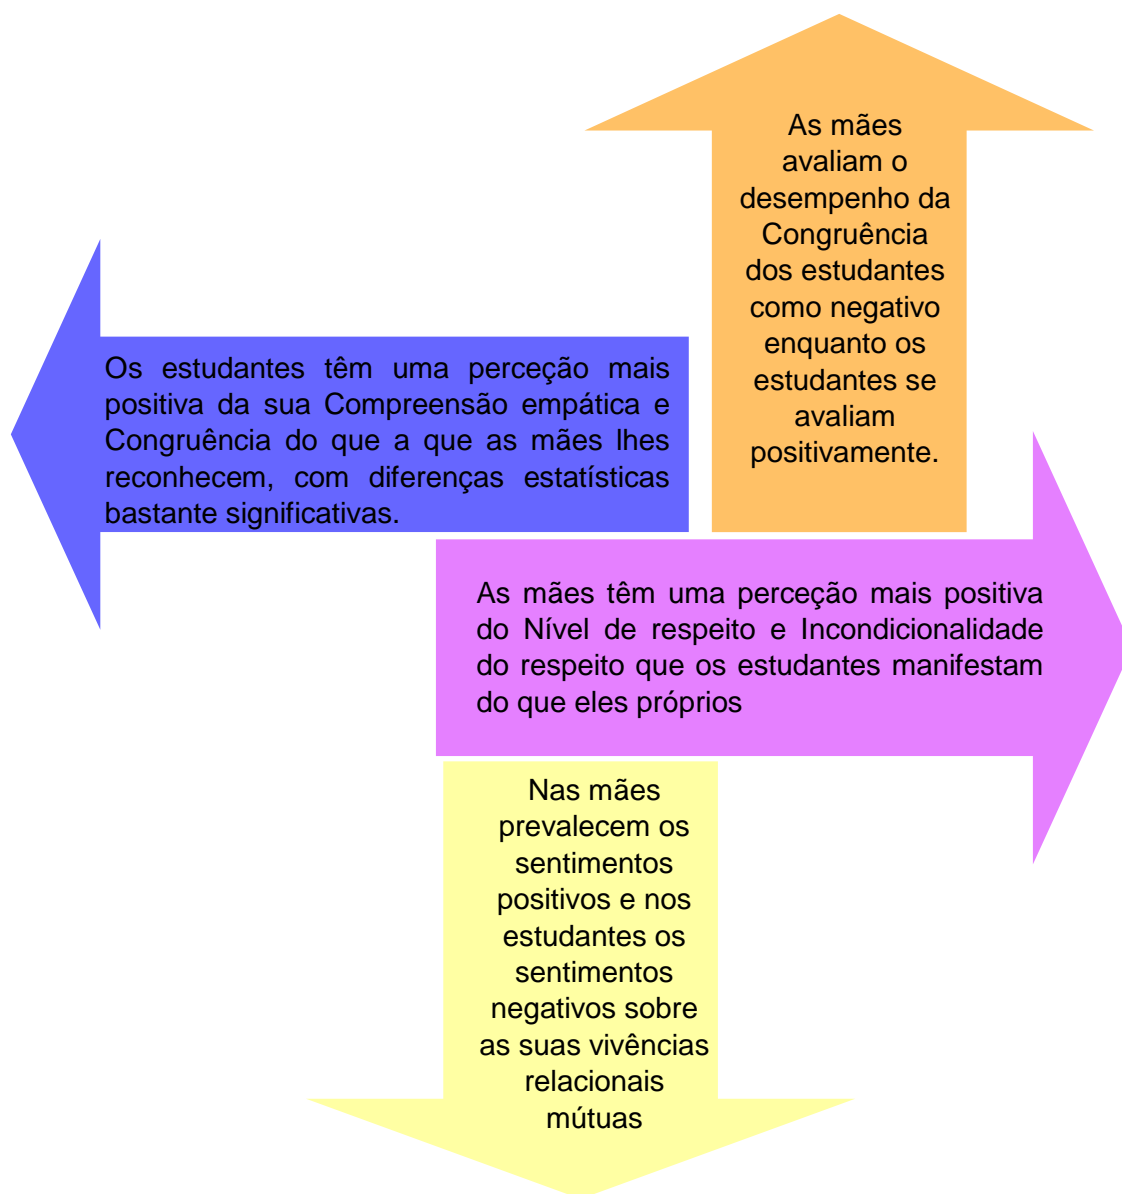 As mães
avaliam o
desempenho da
Congruência
dos estudantes
como negativo
enquanto os
estudantes se
avaliam
positivamente.
Os estudantes têm uma perceção mais
positiva da sua Compreensão empática e
Congruência do que a que as mães lhes
reconhecem, com diferenças estatísticas
bastante significativas.
As mães têm uma perceção mais positiva
do Nível de respeito e Incondicionalidade
do respeito que os estudantes manifestam
do que eles próprios
Nas mães
prevalecem os
sentimentos
positivos e nos
estudantes os
sentimentos
negativos sobre
as suas vivências
relacionais
mútuas